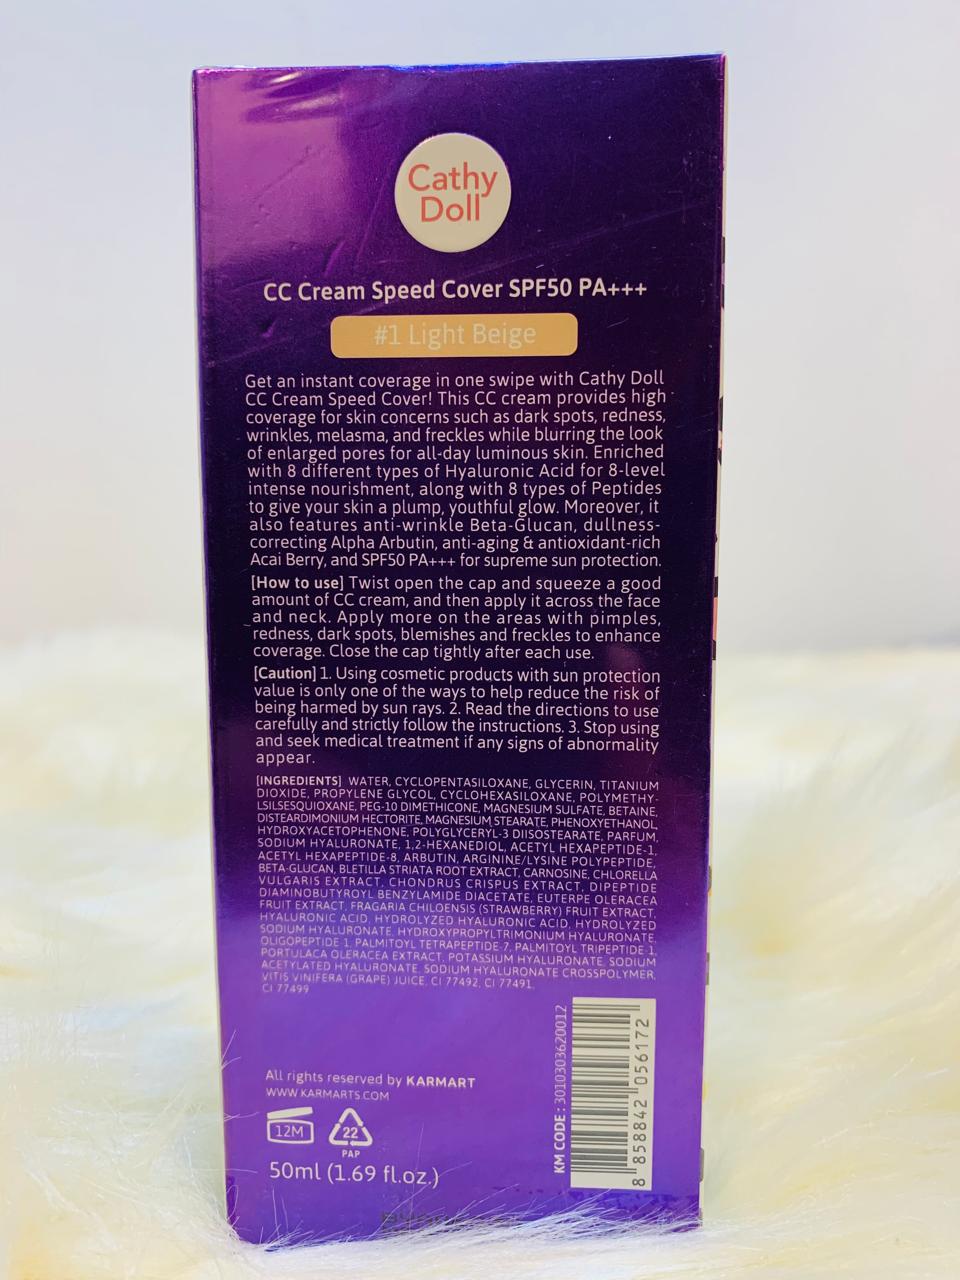 Cathy
Doll
CC Cream Speed Cover SPF50 PA+++
#1 Light Beige
Get an instant coverage in one swipe with Cathy Doll
CC Cream Speed Cover! This CC cream provides high
coverage for skin concerns such as dark spots, redness,
wrinkles, melasma, and freckles while blurring the look
of enlarged pores for all-day luminous skin. Enriched
with 8 different types of Hyaluronic Acid for 8-level
intense nourishment, along with 8 types of Peptides
to give your skin a plump, youthful glow. Moreover, it
also features anti-wrinkle Beta-Glucan, dullness-
correcting Alpha Arbutin, anti-aging & antioxidant-rich
Acai Berry, and SPF50 PA+++ for supreme sun protection.
[How to use] Twist open the cap and squeeze a good
amount of CC cream, and then apply it across the face
and neck. Apply more on the areas with pimples,
redness, dark spots, blemishes and freckles to enhance
coverage. Close the cap tightly after each use.
[Caution] 1. Using cosmetic products with sun protection
value is only one of the ways to help reduce the risk of
being harmed by sun rays. 2. Read the directions to use
carefully and strictly follow the instructions. 3. Stop using
and seek medical treatment if any signs of abnormality
appear.
[INGREDIENTS] WATER, CYCLOPENTASILOXANE, GLYCERIN, TITANIUM
DIOXIDE, PROPYLENE GLYCOL, CYCLOHEXASILOXANE, POLYMETHY-
LSILSESQUIOXANE, PEG-10 DIMETHICONE, MAGNESIUM SULFATE, BETAINE,
DISTEARDIMONIUM HECTORITE, MAGNESIUM STEARATE, PHENOXYETHANOL,
HYDROXYACETOPHENONE, POLYGLYCERYL-3 DIISOSTEARATE, PARFUM,
SODIUM HYALURONATE, 1,2-HEXANEDIOL, ACETYL HEXAPEPTIDE-1,
ACETYL HEXAPEPTIDE-8, ARBUTIN, ARGININE/LYSINE POLYPEPTIDE,
BETA-GLUCAN, BLETILLA STRIATA ROOT EXTRACT, CARNOSINE, CHLORELLA
VULGARIS EXTRACT, CHONDRUS CRISPUS EXTRACT, DIPEPTIDE
DIAMINOBUTYROYL BENZYLAMIDE DIACETATE, EUTERPE OLERACEA
FRUIT EXTRACT, FRAGARIA CHILOENSIS (STRAWBERRY) FRUIT EXTRACT,
HYALURONIC ACID, HYDROLYZED HYALURONIC ACID, HYDROLYZED
SODIUM HYALURONATE, HYDROXYPROPYLTRIMONIUM HYALURONATE,
OLIGOPEPTIDE-1, PALMITOYL TETRAPEPTIDE-7, PALMITOYL TRIPEPTIDE-1,
PORTULACA OLERACEA EXTRACT, POTASSIUM HYALURONATE, SODIUM
ACETYLATED HYALURONATE, SODIUM HYALURONATE CROSSPOLYMER,
VITIS VINIFERA (GRAPE) JUICE, CI 77492, CI 77491,
CI 77499
All rights reserved by KARMART
WWW.KARMARTS.COM
12M
22
PAP
50ml (1.69 fl.oz.)
KM CODE : 3010303620012
8 858842 056172